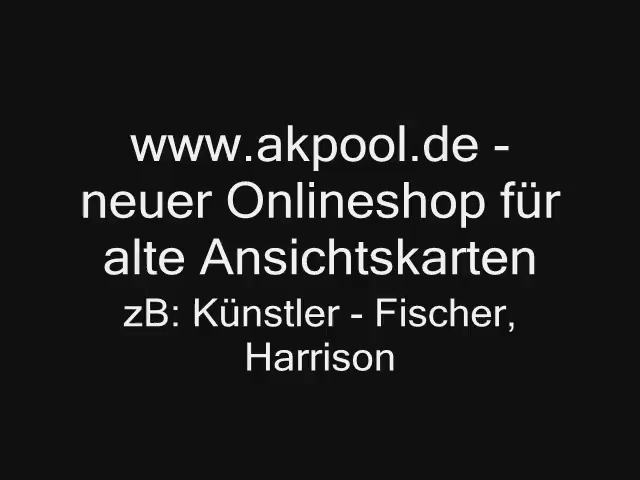 www.akpool.de -
neuer Onlineshop für
alte Ansichtskarten
zB: Künstler - Fischer,
Harrison